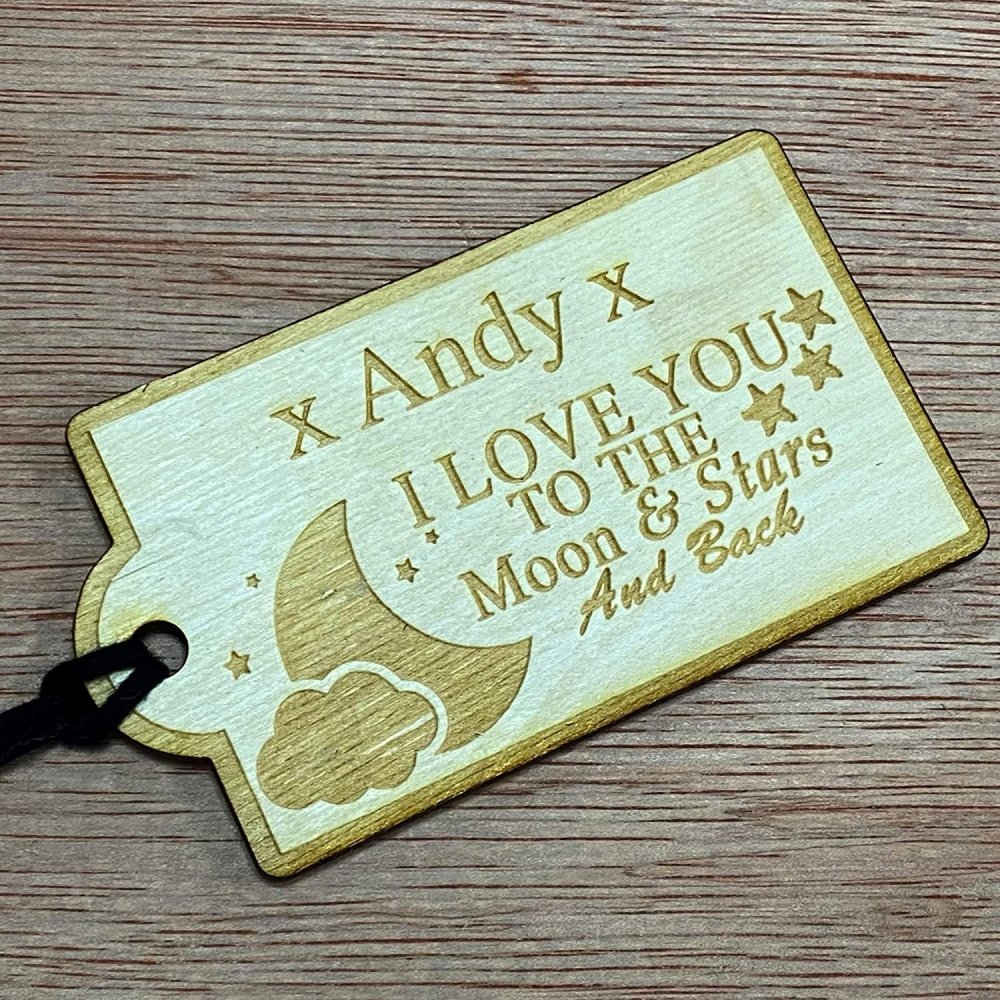 x Andy x
I LOVE YOU
TO THE
Moon & Stars
And Back